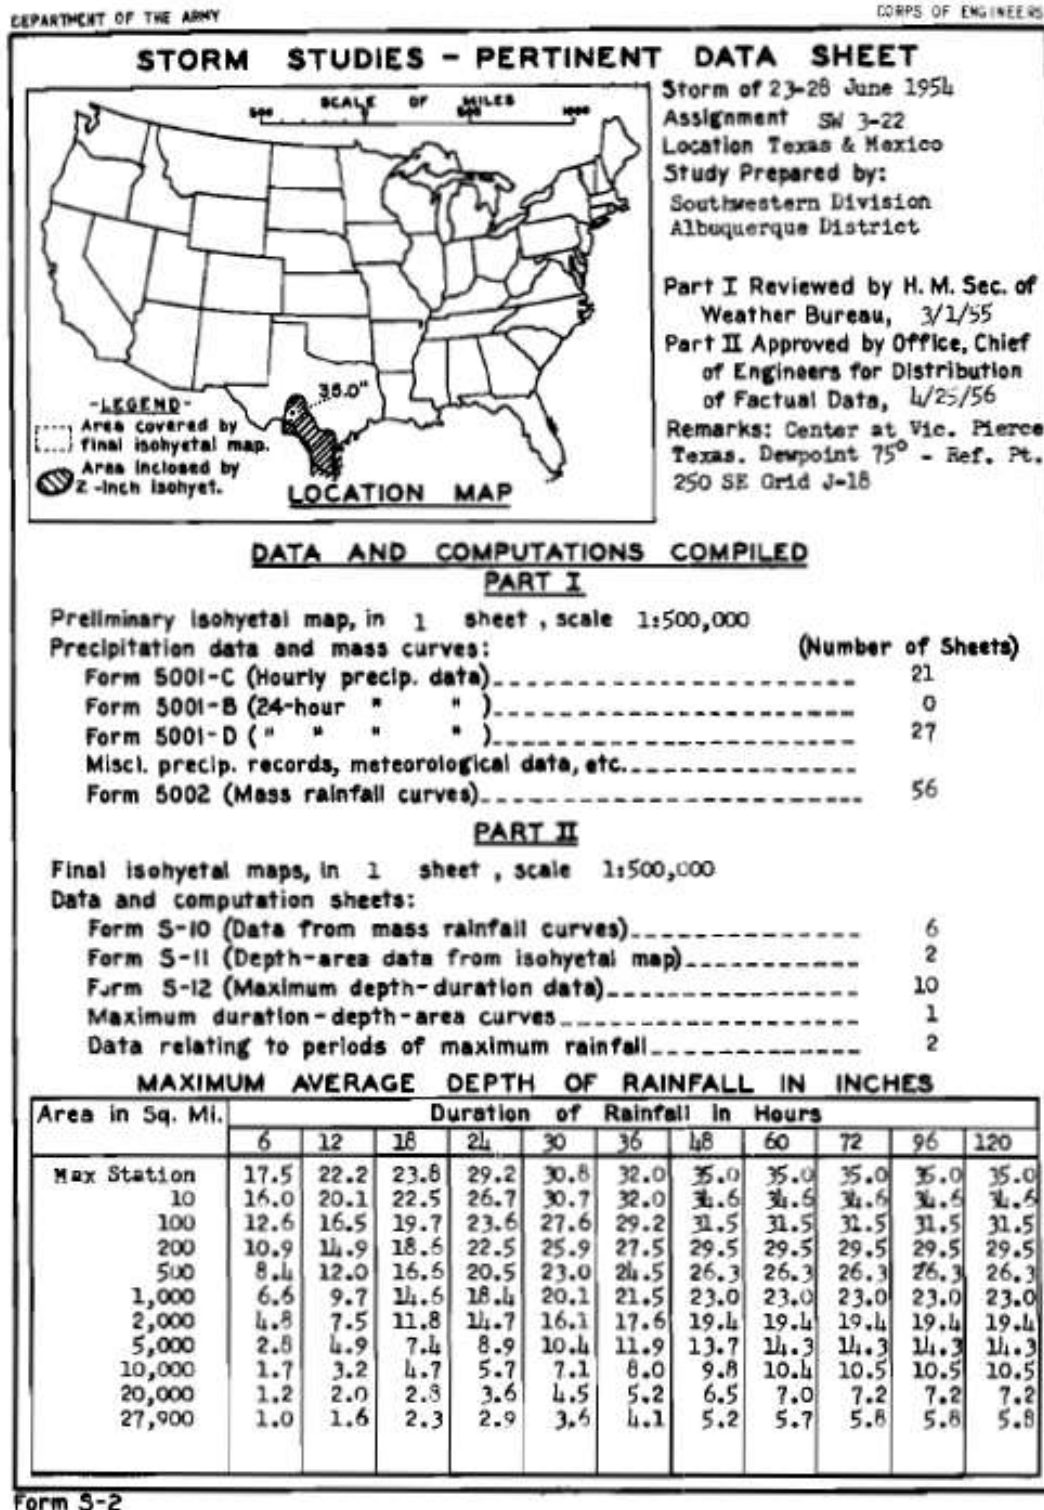 DEPARTMENT OF THE ARMY
CORPS OF ENGINEERS
STORM STUDIES - PERTINENT DATA SHEET
SCALE OF MILES
500 0 500 1000
35.0"
-LEGEND-
Area covered by
final isohyetal map.
Area inclosed by
2-inch isohyet.
LOCATION MAP
Storm of 23-28 June 1954
Assignment SW 3-22
Location Texas & Mexico
Study Prepared by:
Southwestern Division
Albuquerque District
Part I Reviewed by H. M. Sec. of
Weather Bureau, 3/1/55
Part II Approved by Office, Chief
of Engineers for Distribution
of Factual Data, 4/25/56
Remarks: Center at Vic. Pierce
Texas. Dewpoint 75° - Ref. Pt.
250 SE Grid J-18
DATA AND COMPUTATIONS COMPILED
PART I
Preliminary isohyetal map, in 1 sheet, scale 1:500,000
Precipitation data and mass curves: (Number of Sheets)
Form 5001-C (Hourly precip. data) 21
Form 5001-B (24-hour " " ) 0
Form 5001-D ( " " " " ) 27
Miscl. precip. records, meteorological data, etc.
Form 5002 (Mass rainfall curves) 56
PART II
Final isohyetal maps, in 1 sheet, scale 1:500,000
Data and computation sheets:
Form S-10 (Data from mass rainfall curves) 6
Form S-11 (Depth-area data from isohyetal map) 2
Form S-12 (Maximum depth-duration data) 10
Maximum duration-depth-area curves 1
Data relating to periods of maximum rainfall 2
MAXIMUM AVERAGE DEPTH OF RAINFALL IN INCHES
Area in Sq. Mi. Duration of Rainfall in Hours
6 12 18 24 30 36 48 60 72 96 120
Max Station 17.5 22.2 23.8 29.2 30.8 32.0 35.0 35.0 35.0 35.0 35.0
10 16.0 20.1 22.5 26.7 30.7 32.0 34.6 34.6 34.6 34.6 34.6
100 12.6 16.5 19.7 23.6 27.6 29.2 31.5 31.5 31.5 31.5 31.5
200 10.9 14.9 18.6 22.5 25.9 27.5 29.5 29.5 29.5 29.5 29.5
500 8.4 12.0 16.6 20.5 23.0 24.5 26.3 26.3 26.3 26.3 26.3
1,000 6.6 9.7 14.6 18.4 20.1 21.5 23.0 23.0 23.0 23.0 23.0
2,000 4.8 7.5 11.8 14.7 16.1 17.6 19.4 19.4 19.4 19.4 19.4
5,000 2.8 4.9 7.4 8.9 10.4 11.9 13.7 14.3 14.3 14.3 14.3
10,000 1.7 3.2 4.7 5.7 7.1 8.0 9.8 10.4 10.5 10.5 10.5
20,000 1.2 2.0 2.8 3.6 4.5 5.2 6.5 7.0 7.2 7.2 7.2
27,900 1.0 1.6 2.3 2.9 3.6 4.1 5.2 5.7 5.8 5.8 5.8
Form S-2